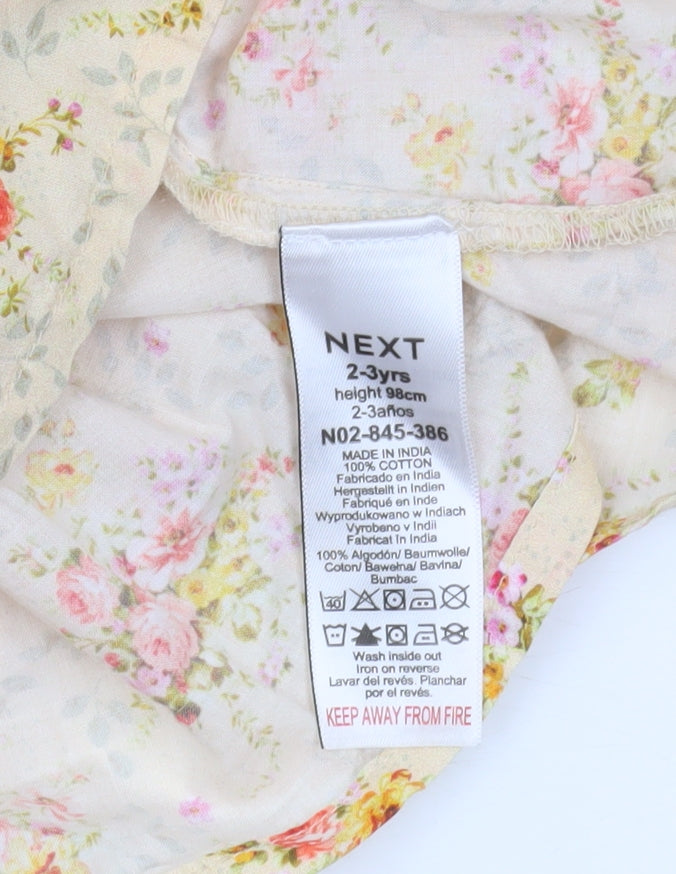 NEXT
2-3yrs
height 98cm
2-3años
N02-845-386
MADE IN INDIA
100% COTTON
Fabricado en India
Hergestellt in Indien
Fabriqué en Inde
Wyprodukowano w Indiach
Vyrobeno v Indii
Fabricat în India
100% Algodón/ Baumwolle/
Coton/ Bawełna/ Bavlna/
Bumbac
40
Wash inside out
Iron on reverse
Lavar del revés. Planchar
por el revés.
KEEP AWAY FROM FIRE